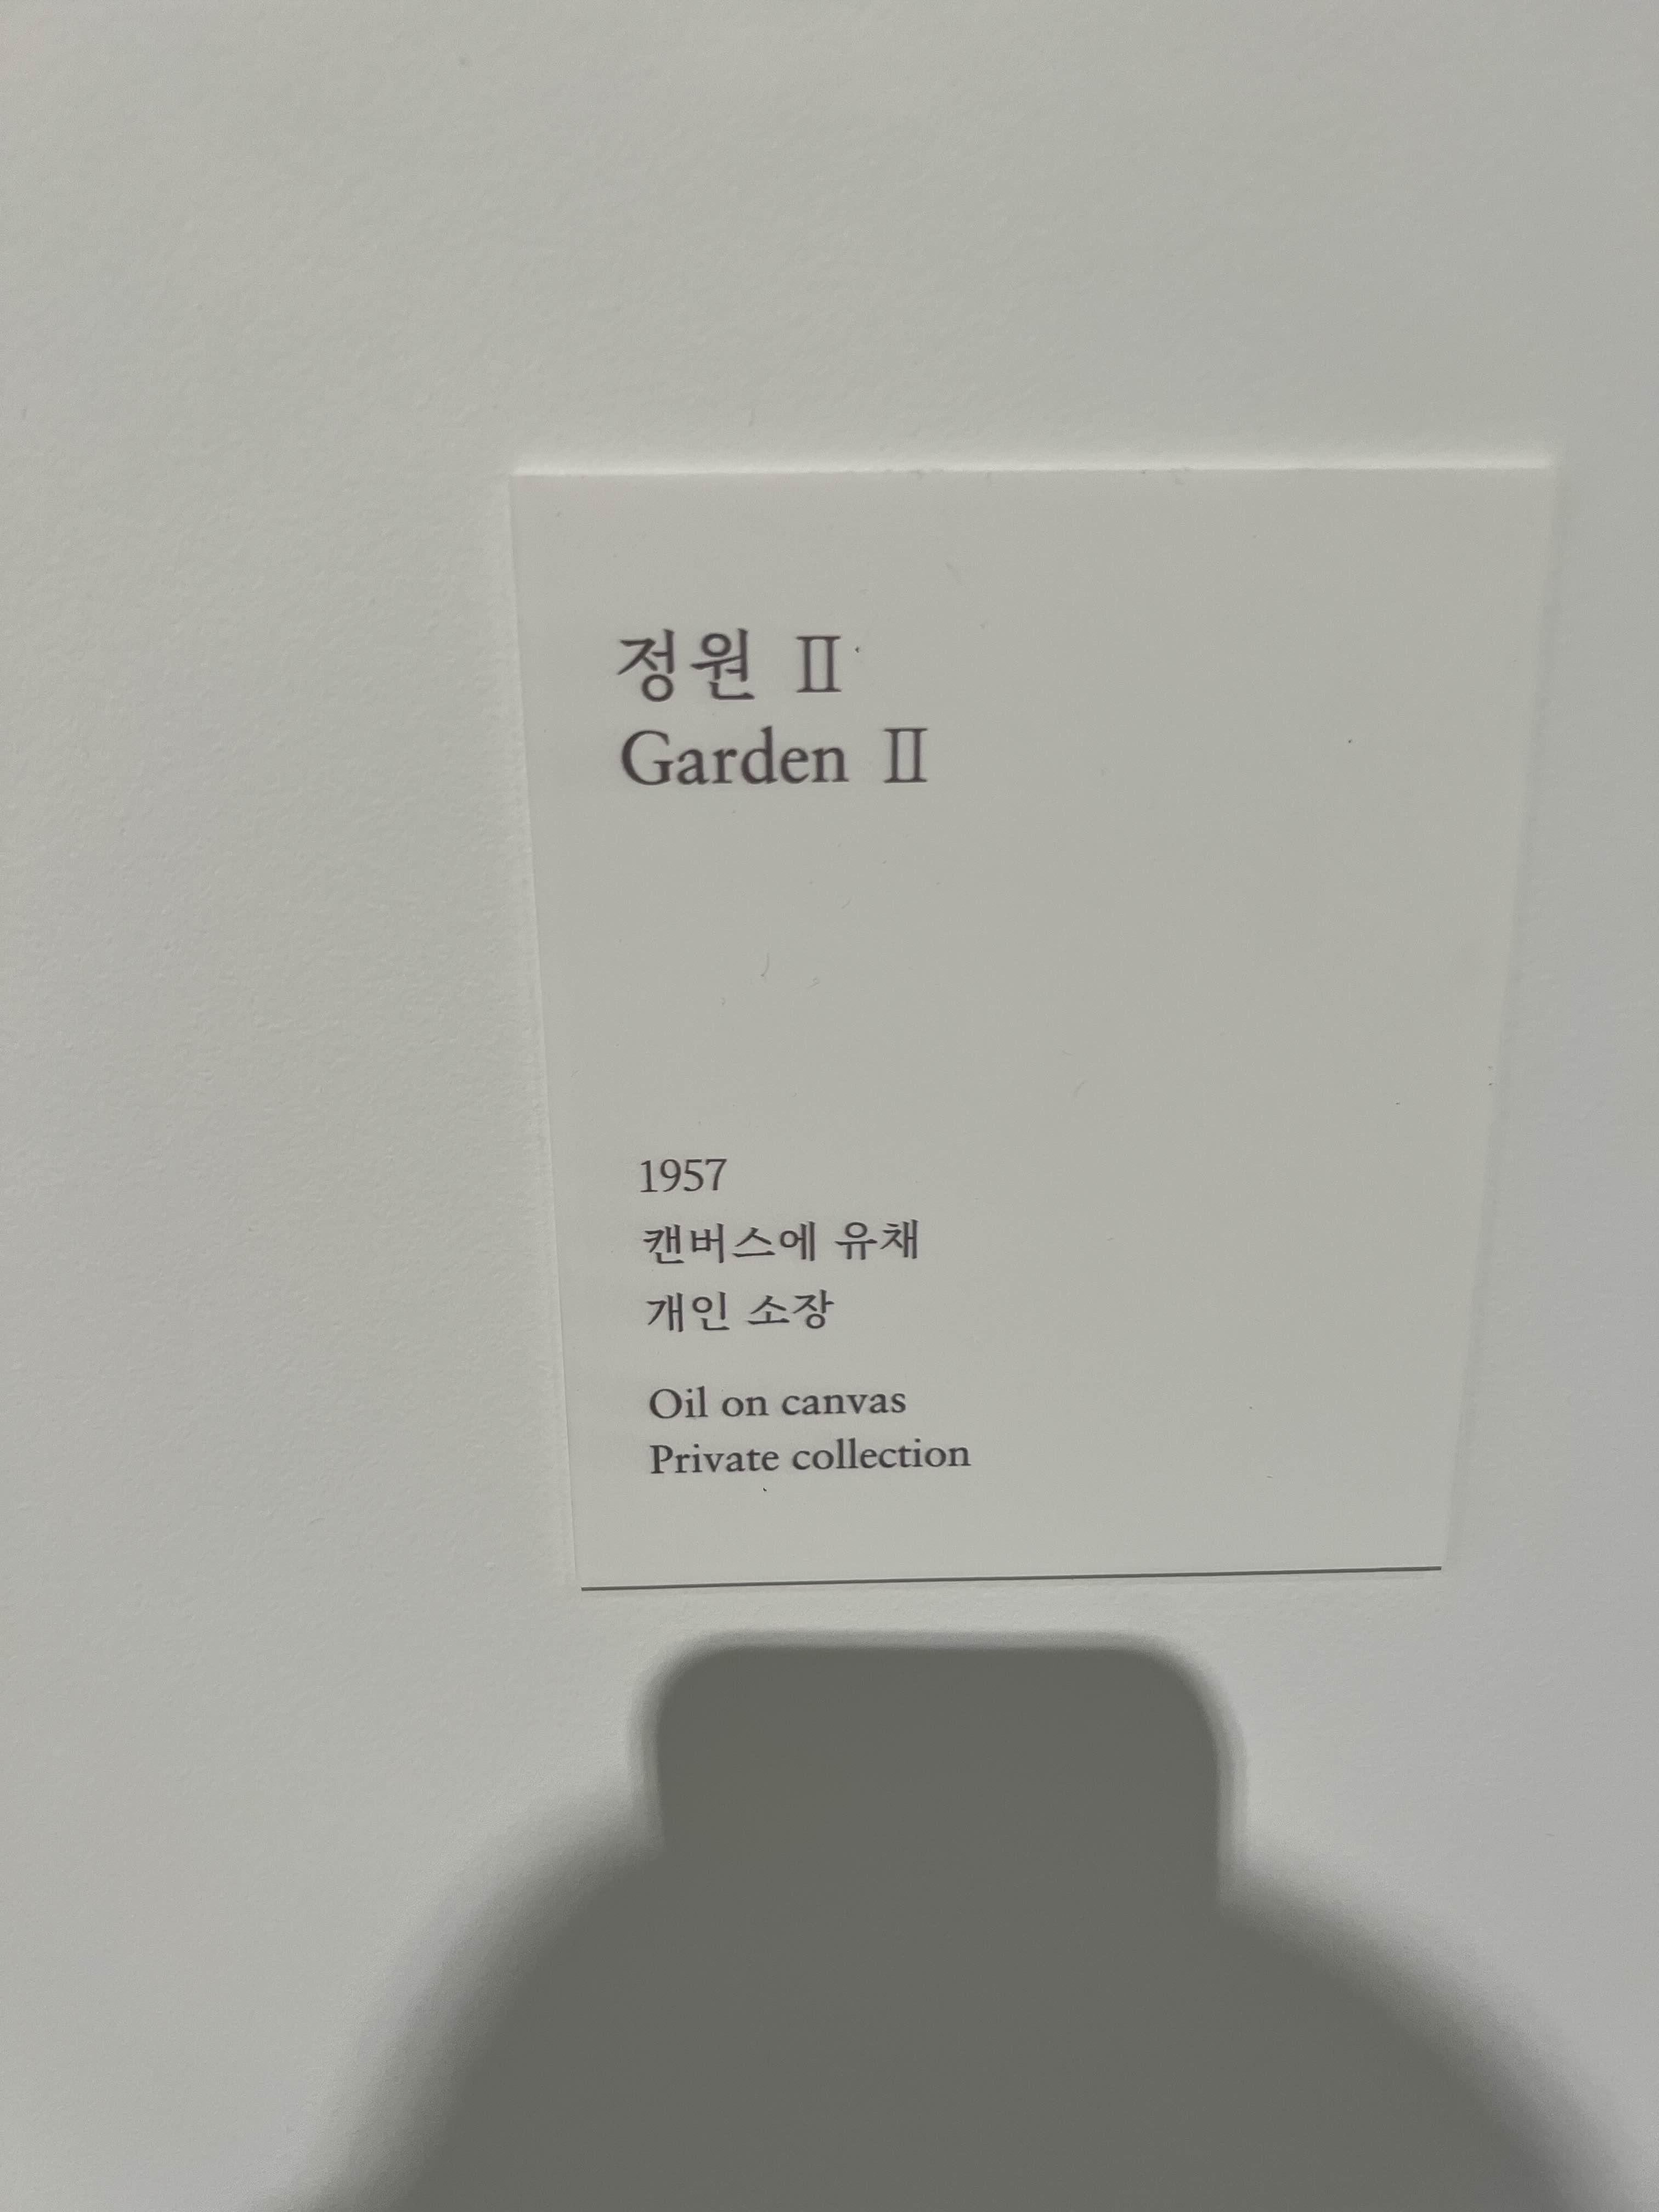 정원 Ⅱ
Garden Ⅱ
1957
캔버스에 유채
개인 소장
Oil on canvas
Private collection